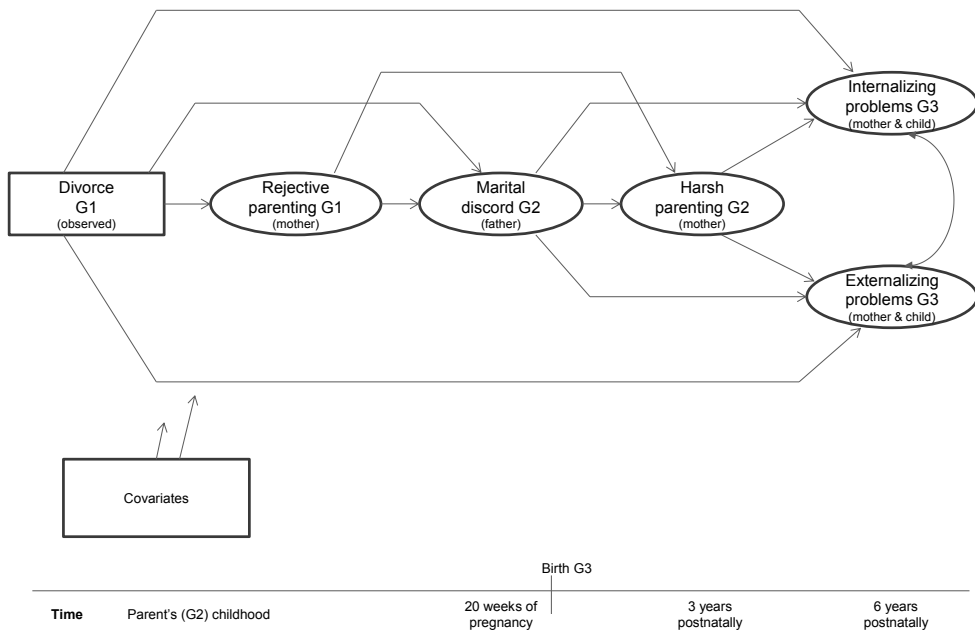 Internalizing
problems G3
(mother & child)
Divorce
G1
(observed)
Rejective
parenting G1
(mother)
Marital
discord G2
(father)
Harsh
parenting G2
(mother)
Externalizing
problems G3
(mother & child)
Covariates
Birth G3
Time
Parent's (G2) childhood
20 weeks of
pregnancy
3 years
postnatally
6 years
postnatally